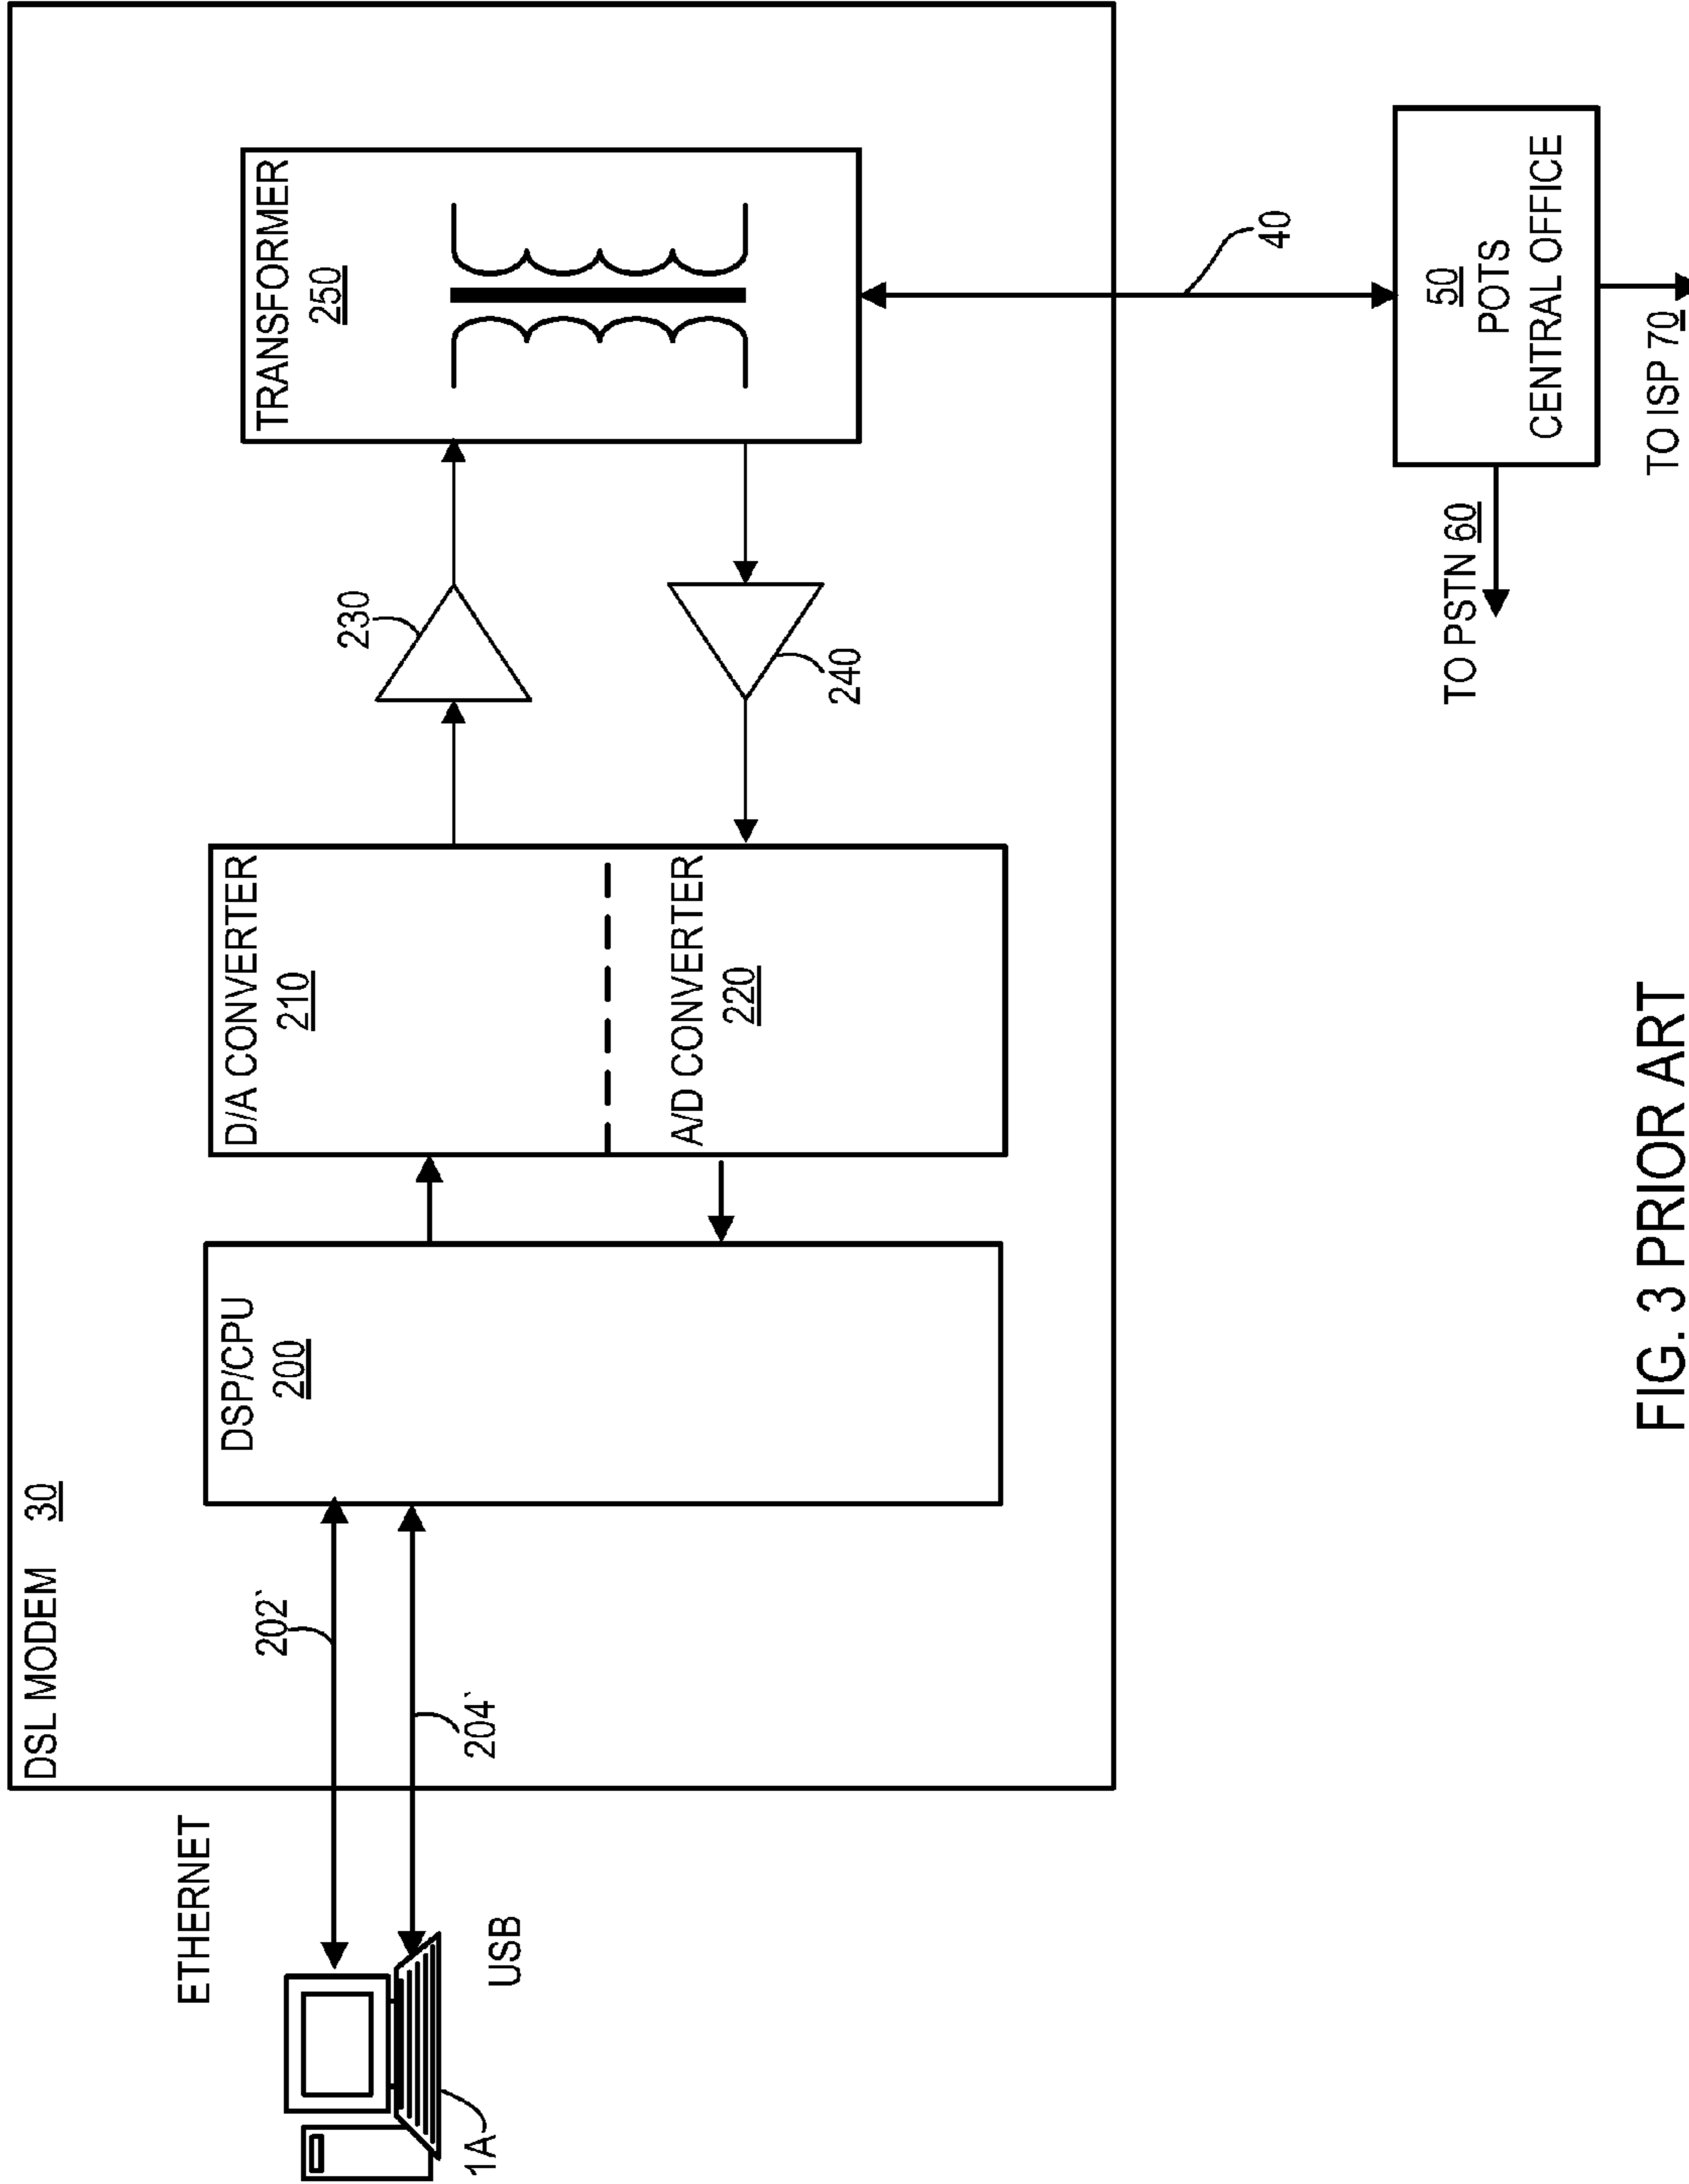 DSL MODEM 30
ETHERNET
202`
204`
USB
1A
DSP/CPU
200
D/A CONVERTER
210
A/D CONVERTER
220
230
240
TRANSFORMER
250
40
50
POTS
CENTRAL OFFICE
TO PSTN 60
TO ISP 70
FIG. 3 PRIOR ART